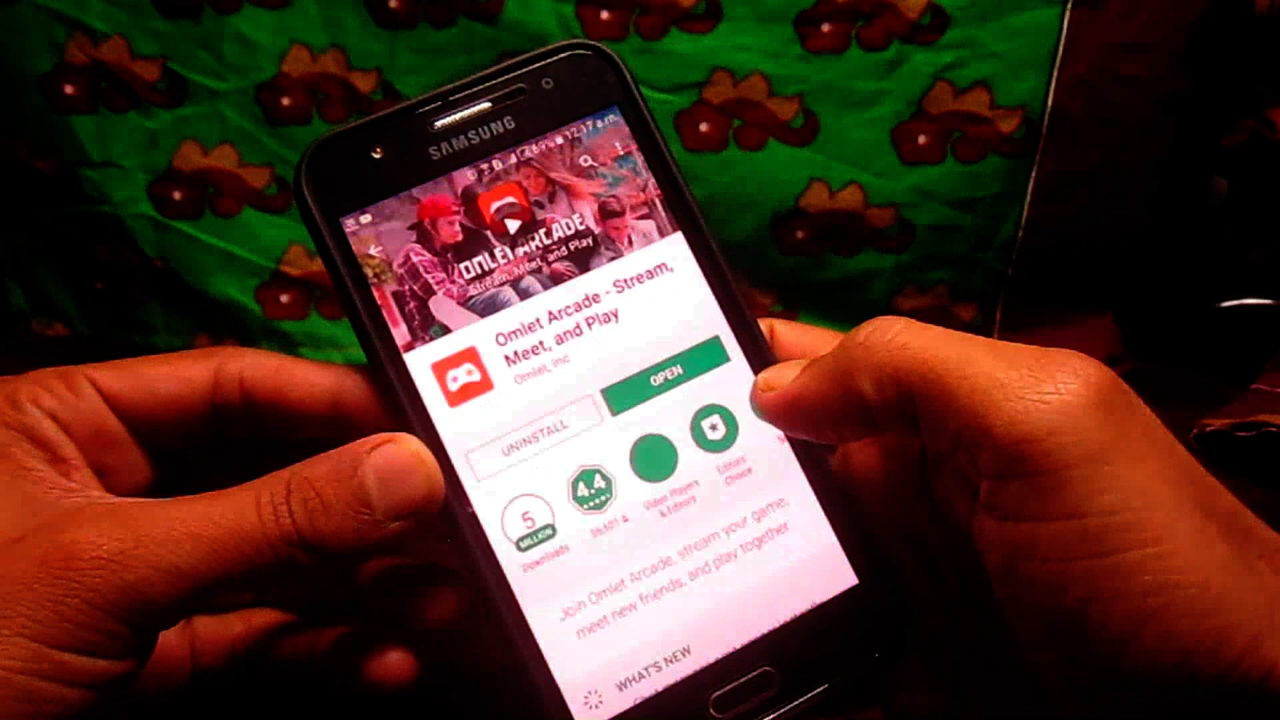 SAMSUNG
12:17 a.m.
OMLET ARCADE
Stream, Meet, and Play
Omlet Arcade - Stream,
Meet, and Play
Omlet, Inc
UNINSTALL
OPEN
5
MILLION
Downloads
4.4
Video Players
& Editors
Editors'
Choice
Join Omlet Arcade, stream your game,
meet new friends, and play together
WHAT'S NEW